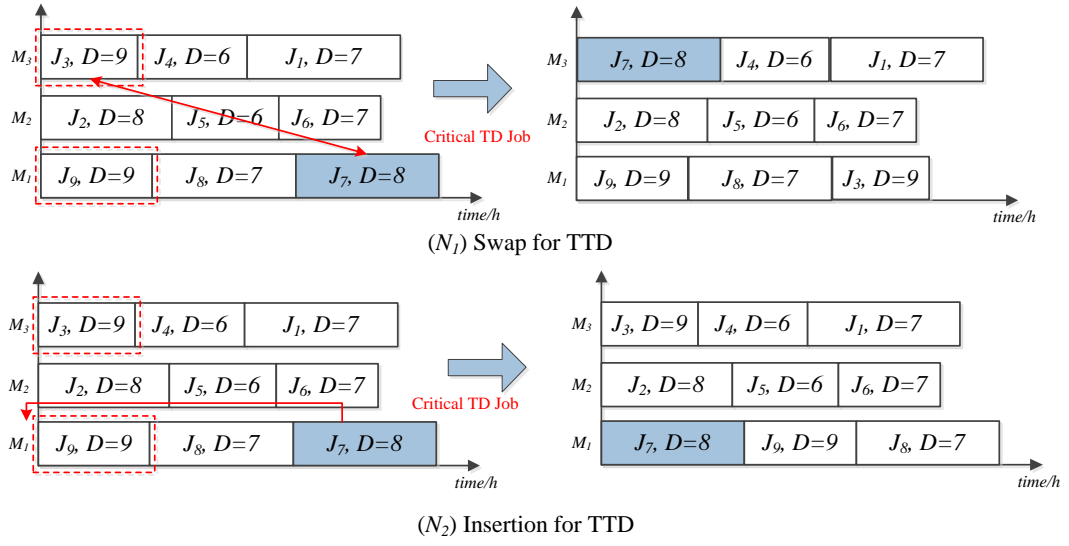 M₃ J₃, D=9 J₄, D=6 J₁, D=7
M₂ J₂, D=8 J₅, D=6 J₆, D=7
M₁ J₉, D=9 J₈, D=7 J₇, D=8
time/h
Critical TD Job
M₃ J₇, D=8 J₄, D=6 J₁, D=7
M₂ J₂, D=8 J₅, D=6 J₆, D=7
M₁ J₉, D=9 J₈, D=7 J₃, D=9
time/h
(N₁) Swap for TTD
M₃ J₃, D=9 J₄, D=6 J₁, D=7
M₂ J₂, D=8 J₅, D=6 J₆, D=7
M₁ J₉, D=9 J₈, D=7 J₇, D=8
time/h
Critical TD Job
M₃ J₃, D=9 J₄, D=6 J₁, D=7
M₂ J₂, D=8 J₅, D=6 J₆, D=7
M₁ J₇, D=8 J₉, D=9 J₈, D=7
time/h
(N₂) Insertion for TTD